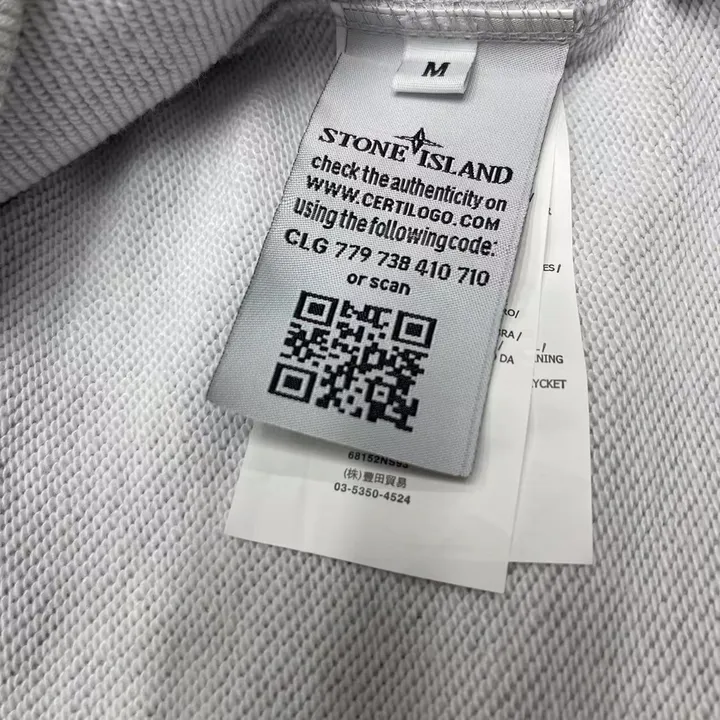 M
STONE ISLAND
check the authenticity on
WWW.CERTILOGO.COM
using the following code:
CLG 779 738 410 710
or scan
ES/
RO/
BRA/
/
DA
L/
NING
YCKET
68152NS93
(株)豊田貿易
03-5350-4524